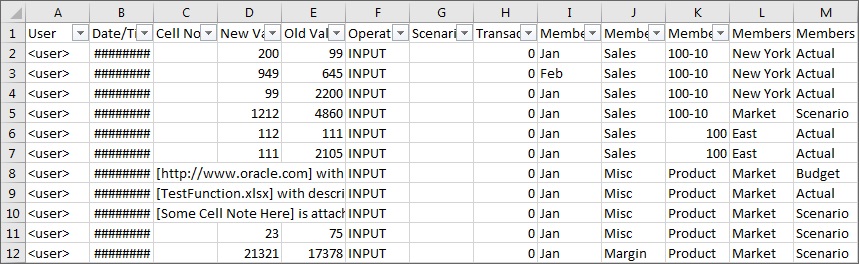 A B C D E F G H I J K L M
1 User Date/Ti Cell No New Va Old Val Operat Scenari Transac Membe Membe Membe Members Members
2 <user> ######## 200 99 INPUT 0 Jan Sales 100-10 New York Actual
3 <user> ######## 949 645 INPUT 0 Feb Sales 100-10 New York Actual
4 <user> ######## 99 2200 INPUT 0 Jan Sales 100-10 New York Actual
5 <user> ######## 1212 4860 INPUT 0 Jan Sales 100-10 Market Scenario
6 <user> ######## 112 111 INPUT 0 Jan Sales 100 East Actual
7 <user> ######## 111 2105 INPUT 0 Jan Sales 100 East Actual
8 <user> ######## [http://www.oracle.com] with INPUT 0 Jan Misc Product Market Budget
9 <user> ######## [TestFunction.xlsx] with descri INPUT 0 Jan Misc Product Market Actual
10 <user> ######## [Some Cell Note Here] is attach INPUT 0 Jan Misc Product Market Scenario
11 <user> ######## 23 75 INPUT 0 Jan Misc Product Market Scenario
12 <user> ######## 21321 17378 INPUT 0 Jan Margin Product Market Scenario